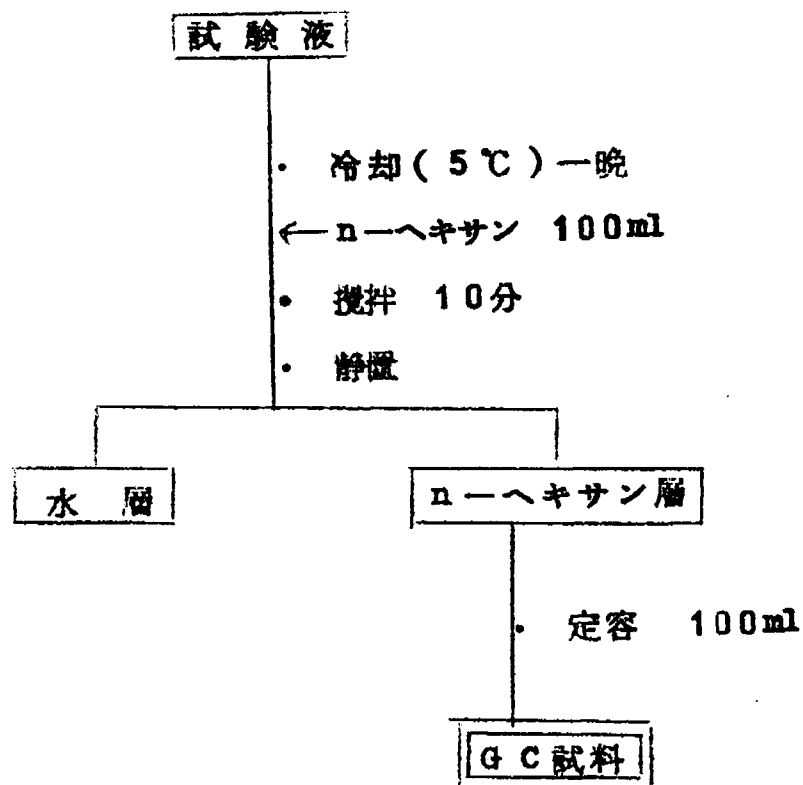 試験液
・ 冷却(5℃)一晩
← n-ヘキサン 100ml
・ 攪拌 10分
・ 静置
水層
n-ヘキサン層
・ 定容 100ml
GC試料